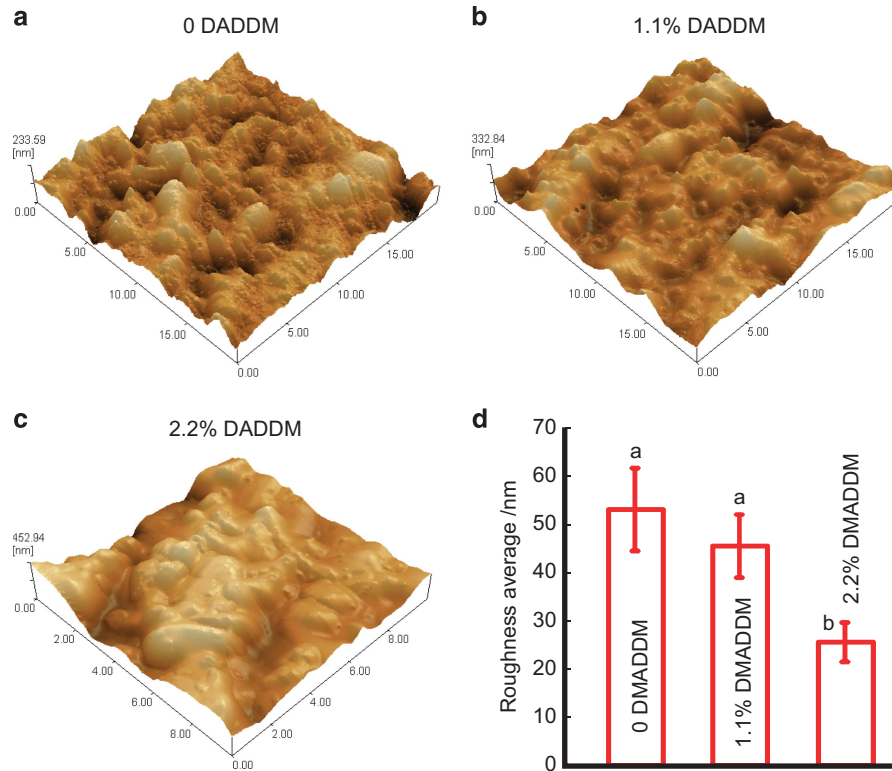 a
0 DADDM
233.59
[nm]
0.00
5.00
10.00
15.00
0.00
5.00
10.00
15.00
b
1.1% DADDM
332.84
[nm]
0.00
5.00
10.00
15.00
0.00
5.00
10.00
15.00
c
2.2% DADDM
452.94
[nm]
0.00
2.00
4.00
6.00
8.00
0.00
2.00
4.00
6.00
8.00
d
Roughness average /nm
70
60
50
40
30
20
10
0
a
0 DMADDM
a
1.1% DMADDM
b
2.2% DMADDM